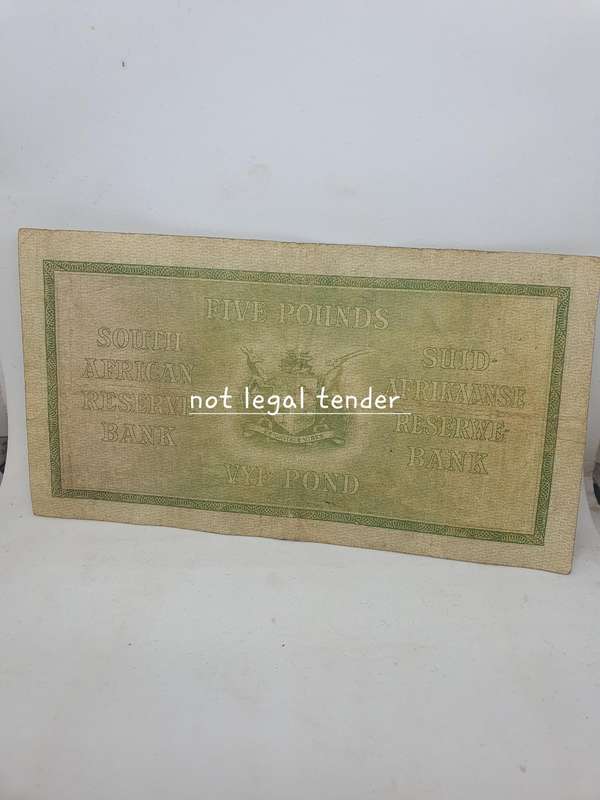 FIVE POUNDS
SOUTH
AFRICAN
RESERVE
BANK
SUID-
AFRIKAANSE
RESERWE-
BANK
not legal tender
VYF POND